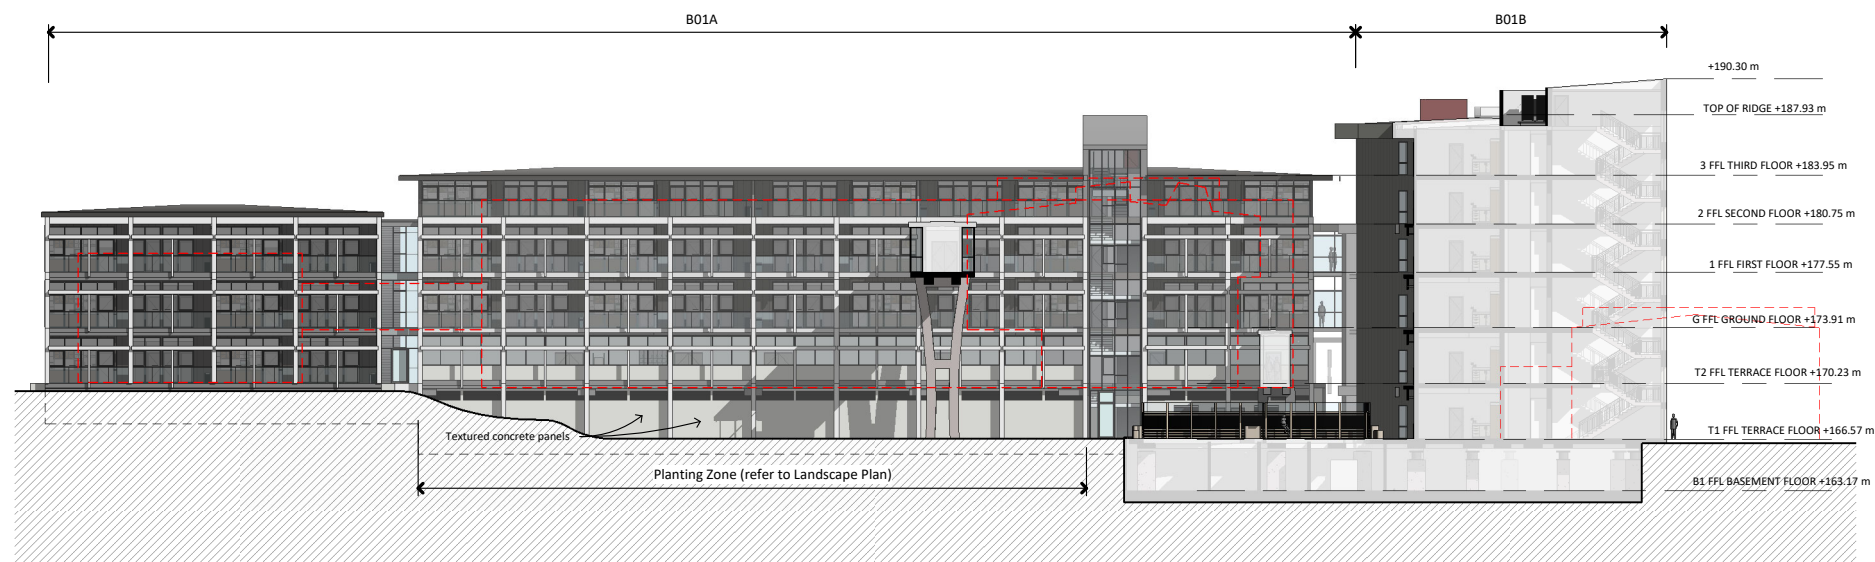 B01A
B01B
+190.30 m
TOP OF RIDGE +187.93 m
3 FFL THIRD FLOOR +183.95 m
2 FFL SECOND FLOOR +180.75 m
1 FFL FIRST FLOOR +177.55 m
G FFL GROUND FLOOR +173.91 m
T2 FFL TERRACE FLOOR +170.23 m
T1 FFL TERRACE FLOOR +166.57 m
Textured concrete panels
Planting Zone (refer to Landscape Plan)
B1 FFL BASEMENT FLOOR +163.17 m